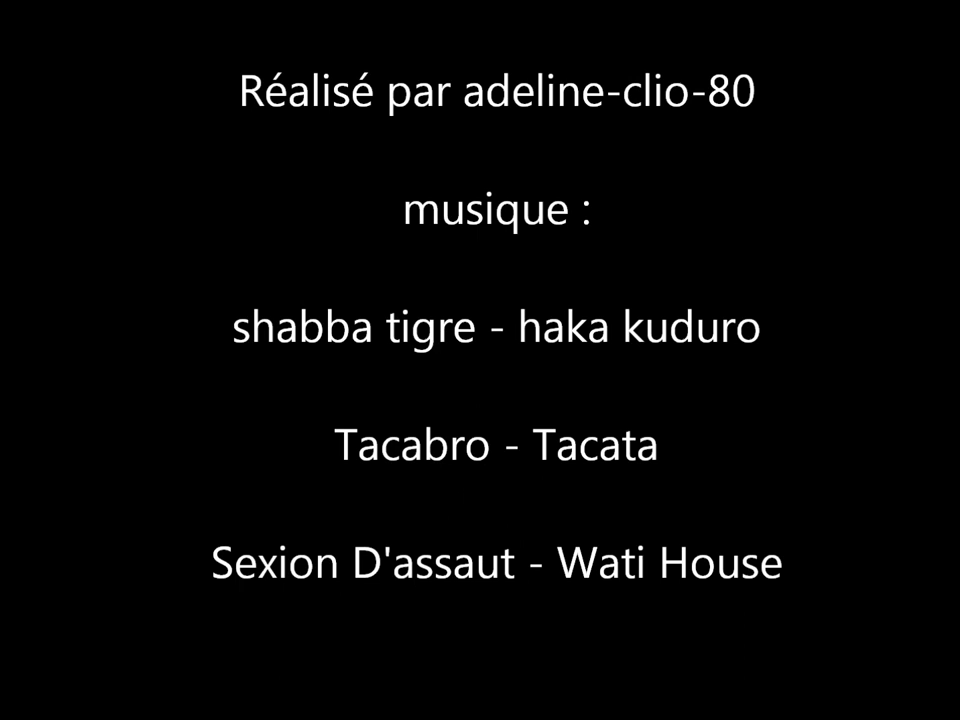 Réalisé par adeline-clio-80
musique :
shabba tigre - haka kuduro
Tacabro - Tacata
Sexion D'assaut - Wati House